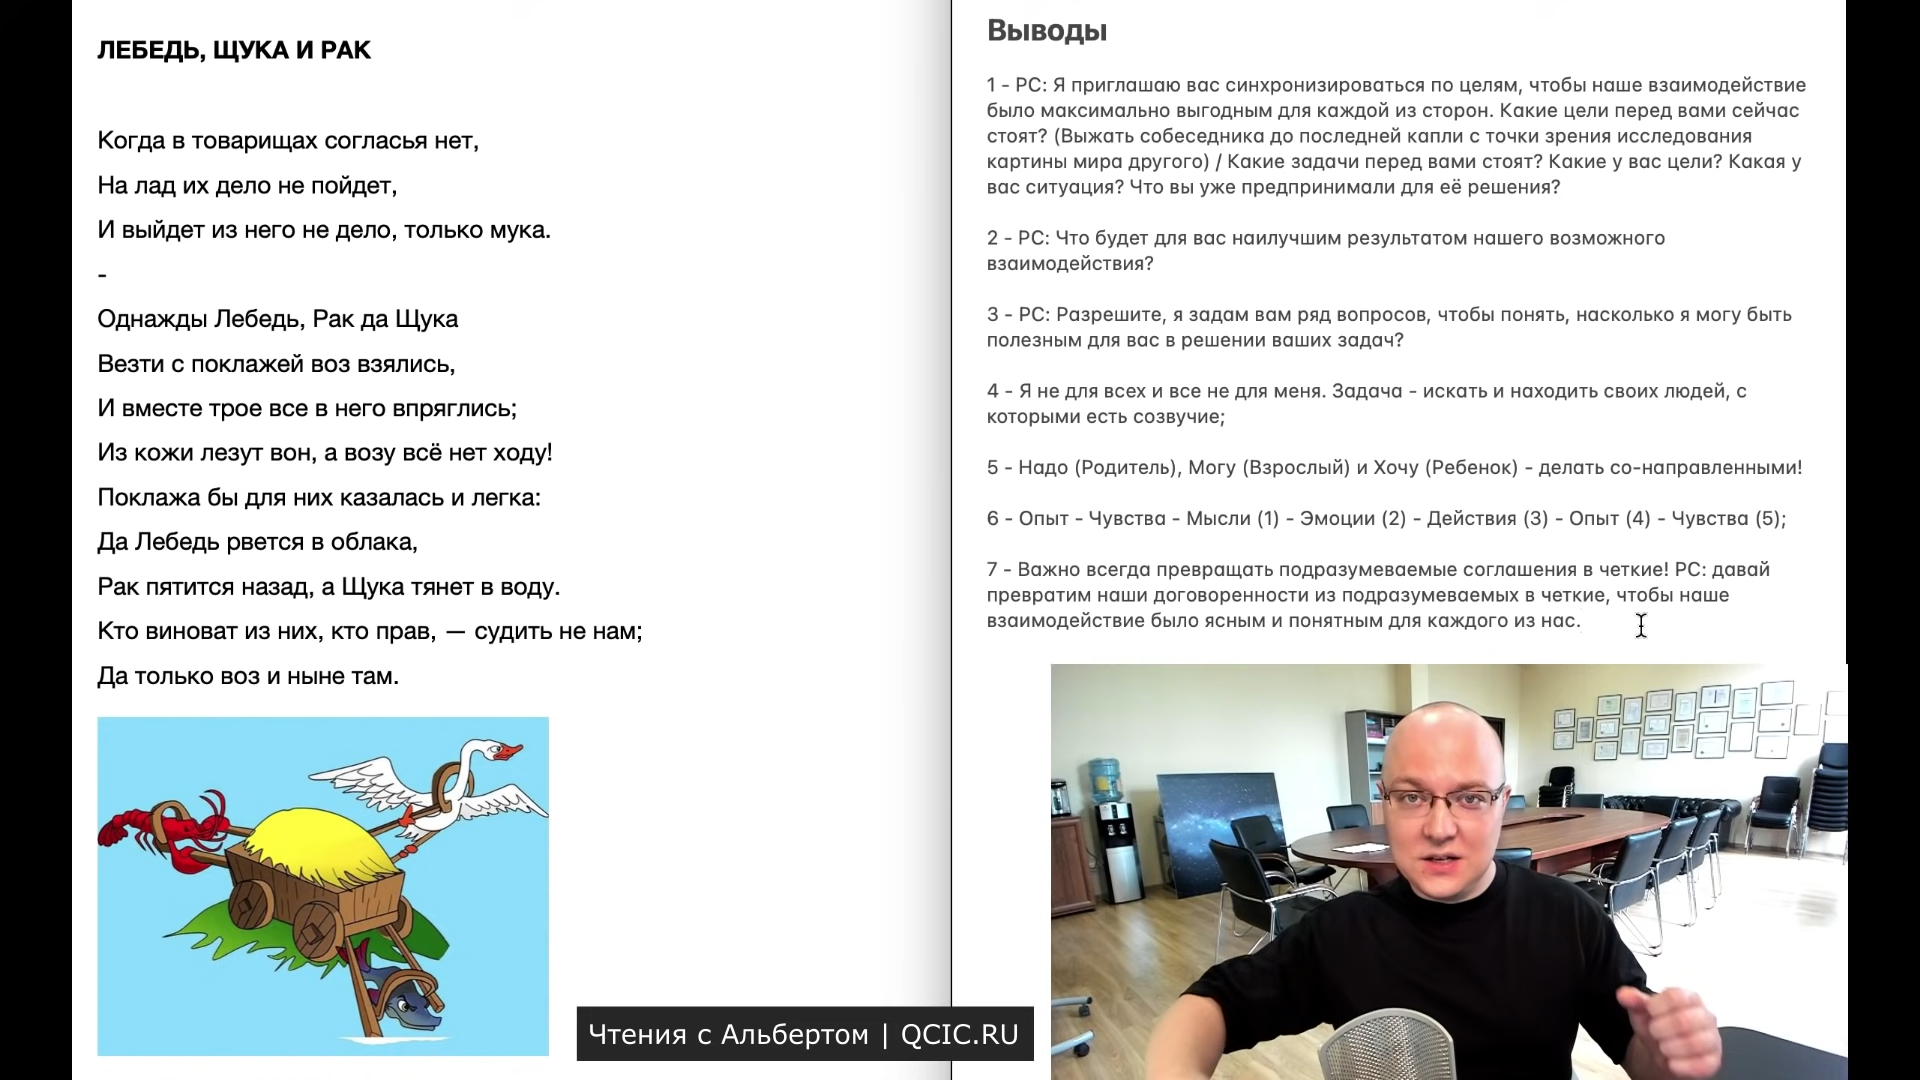 ЛЕБЕДЬ, ЩУКА И РАК
Когда в товарищах согласья нет,
На лад их дело не пойдет,
И выйдет из него не дело, только мука.
-
Однажды Лебедь, Рак да Щука
Везти с поклажей воз взялись,
И вместе трое все в него впряглись;
Из кожи лезут вон, а возу всё нет ходу!
Поклажа бы для них казалась и легка:
Да Лебедь рвется в облака,
Рак пятится назад, а Щука тянет в воду.
Кто виноват из них, кто прав, — судить не нам;
Да только воз и ныне там.
Выводы
1 - РС: Я приглашаю вас синхронизироваться по целям, чтобы наше взаимодействие
было максимально выгодным для каждой из сторон. Какие цели перед вами сейчас
стоят? (Выжать собеседника до последней капли с точки зрения исследования
картины мира другого) / Какие задачи перед вами стоят? Какие у вас цели? Какая у
вас ситуация? Что вы уже предпринимали для её решения?
2 - РС: Что будет для вас наилучшим результатом нашего возможного
взаимодействия?
3 - РС: Разрешите, я задам вам ряд вопросов, чтобы понять, насколько я могу быть
полезным для вас в решении ваших задач?
4 - Я не для всех и все не для меня. Задача - искать и находить своих людей, с
которыми есть созвучие;
5 - Надо (Родитель), Могу (Взрослый) и Хочу (Ребенок) - делать со-направленными!
6 - Опыт - Чувства - Мысли (1) - Эмоции (2) - Действия (3) - Опыт (4) - Чувства (5);
7 - Важно всегда превращать подразумеваемые соглашения в четкие! РС: давай
превратим наши договоренности из подразумеваемых в четкие, чтобы наше
взаимодействие было ясным и понятным для каждого из нас.
Чтения с Альбертом | QCIC.RU